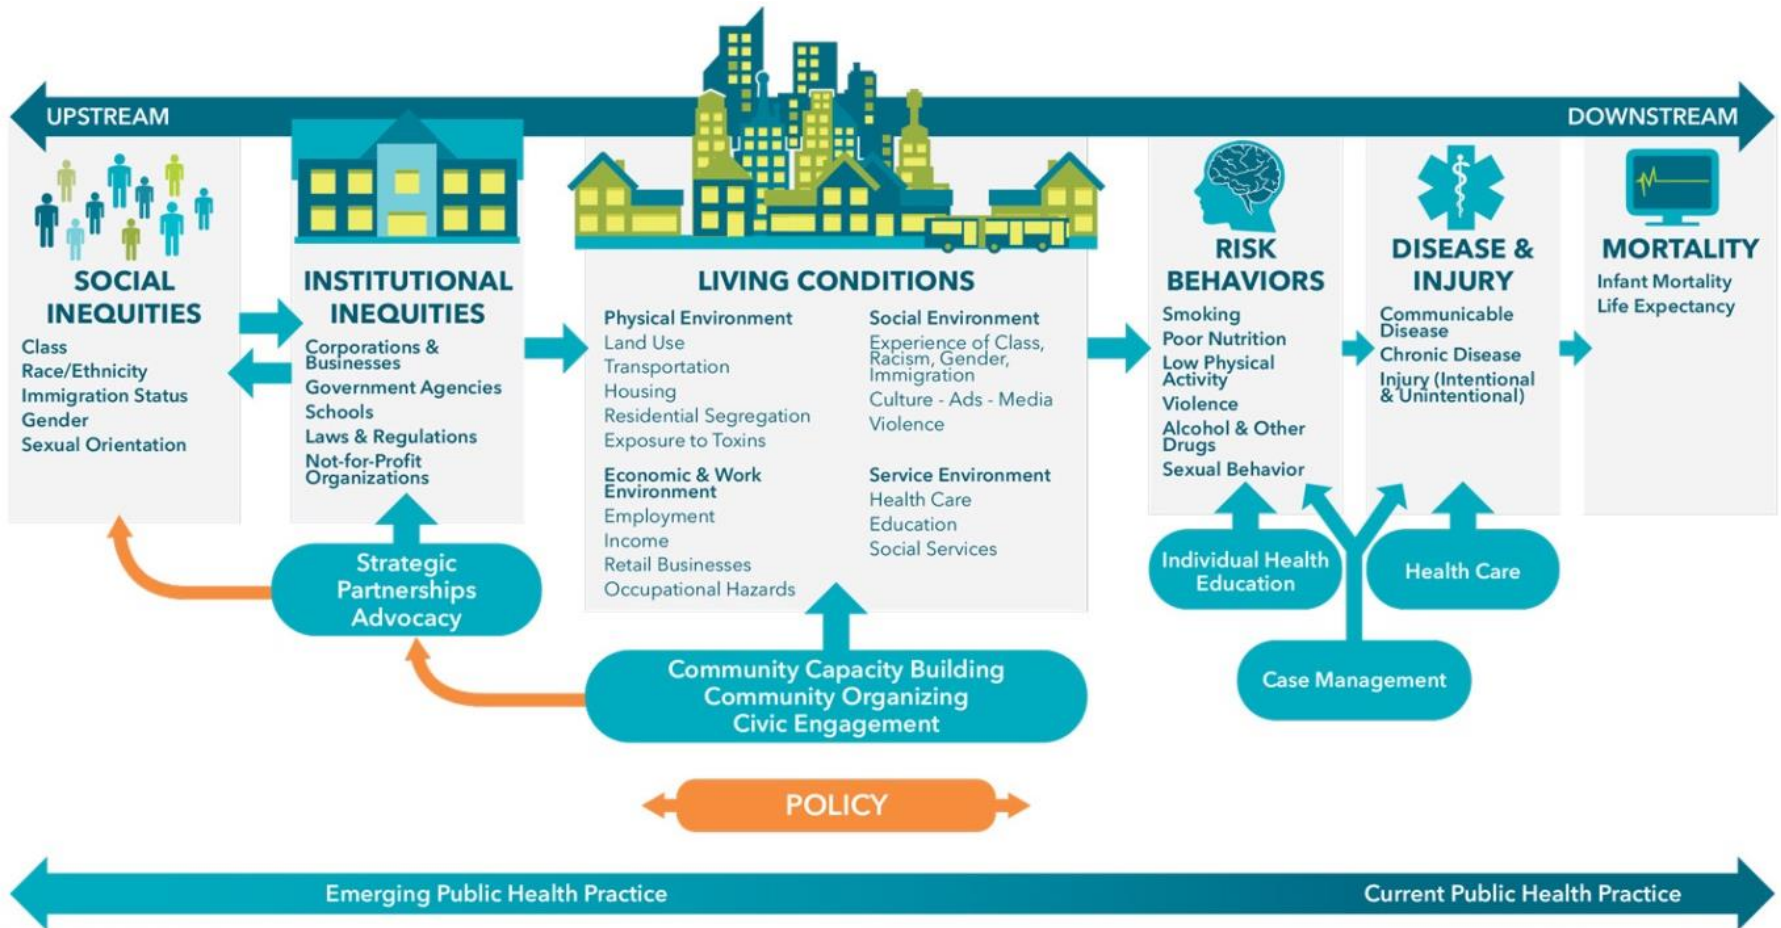 UPSTREAM
DOWNSTREAM
SOCIAL
INEQUITIES
Class
Race/Ethnicity
Immigration Status
Gender
Sexual Orientation
INSTITUTIONAL
INEQUITIES
Corporations &
Businesses
Government Agencies
Schools
Laws & Regulations
Not-for-Profit
Organizations
LIVING CONDITIONS
Physical Environment
Land Use
Transportation
Housing
Residential Segregation
Exposure to Toxins
Economic & Work
Environment
Employment
Income
Retail Businesses
Occupational Hazards
Social Environment
Experience of Class,
Racism, Gender,
Immigration
Culture - Ads - Media
Violence
Service Environment
Health Care
Education
Social Services
RISK
BEHAVIORS
Smoking
Poor Nutrition
Low Physical
Activity
Violence
Alcohol & Other
Drugs
Sexual Behavior
DISEASE &
INJURY
Communicable
Disease
Chronic Disease
Injury (Intentional
& Unintentional)
MORTALITY
Infant Mortality
Life Expectancy
Strategic
Partnerships
Advocacy
Community Capacity Building
Community Organizing
Civic Engagement
Individual Health
Education
Health Care
Case Management
POLICY
Emerging Public Health Practice
Current Public Health Practice